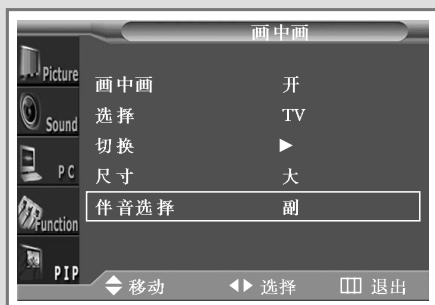 画中画
Picture
Sound
PC
Function
PIP
画中画 开
选择 TV
切换 ▶
尺寸 大
伴音选择 副
移动 选择 退出